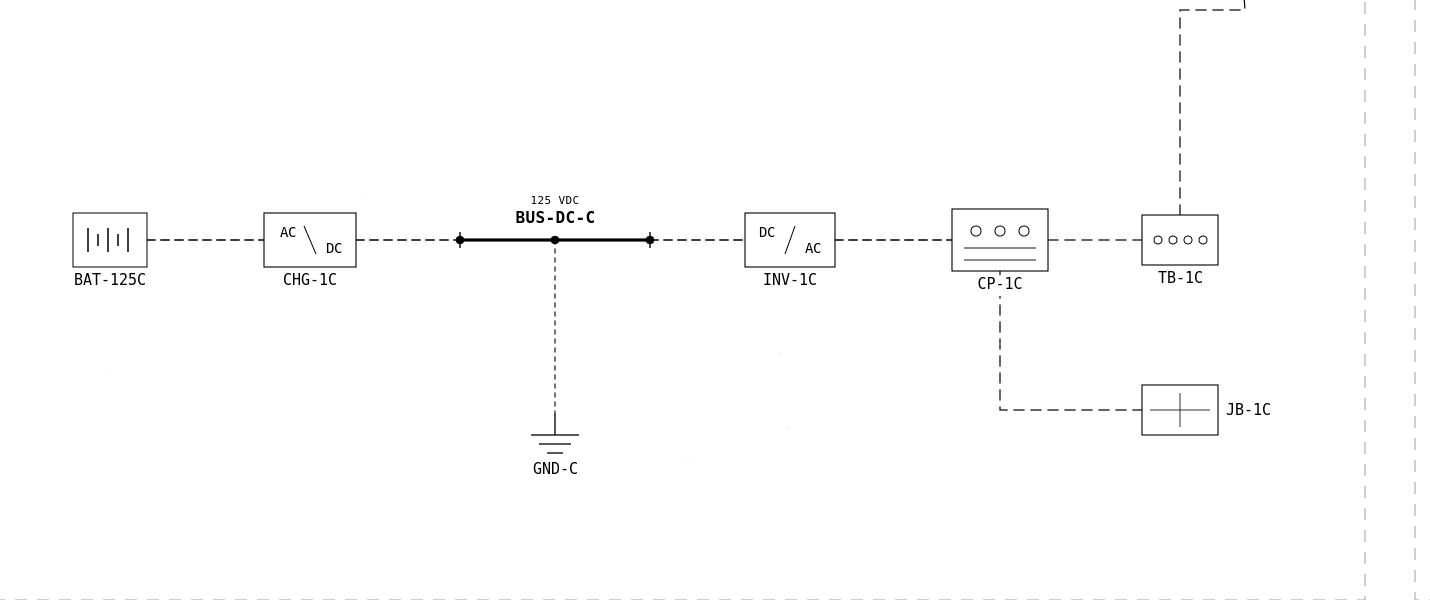 125 VDC
BUS-DC-C
AC
DC
DC
AC
BAT-125C
CHG-1C
INV-1C
CP-1C
TB-1C
JB-1C
GND-C